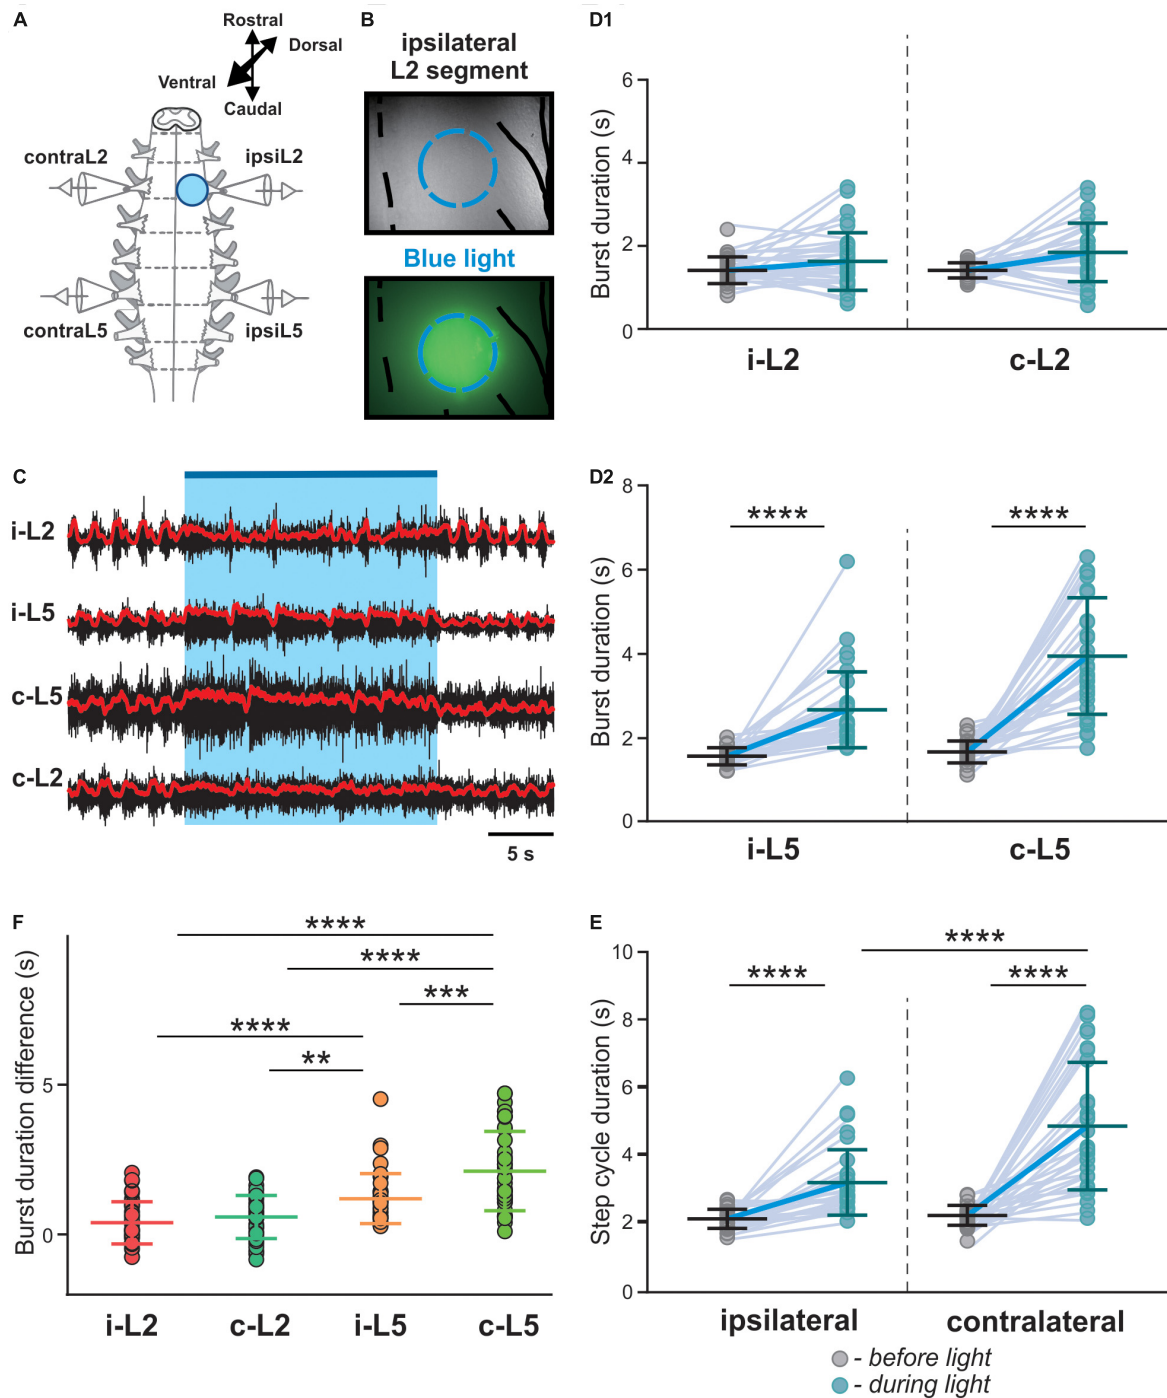 A
Rostral
Dorsal
Ventral
Caudal
contraL2
ipsiL2
contraL5
ipsiL5
B
ipsilateral
L2 segment
Blue light
C
i-L2
i-L5
c-L5
c-L2
5 s
D1
Burst duration (s)
6
4
2
0
i-L2
c-L2
D2
Burst duration (s)
8
6
4
2
0
****
****
i-L5
c-L5
F
Burst duration difference (s)
5
0
****
****
***
****
**
i-L2
c-L2
i-L5
c-L5
E
Step cycle duration (s)
10
8
6
4
2
0
****
****
****
ipsilateral
contralateral
- before light
- during light